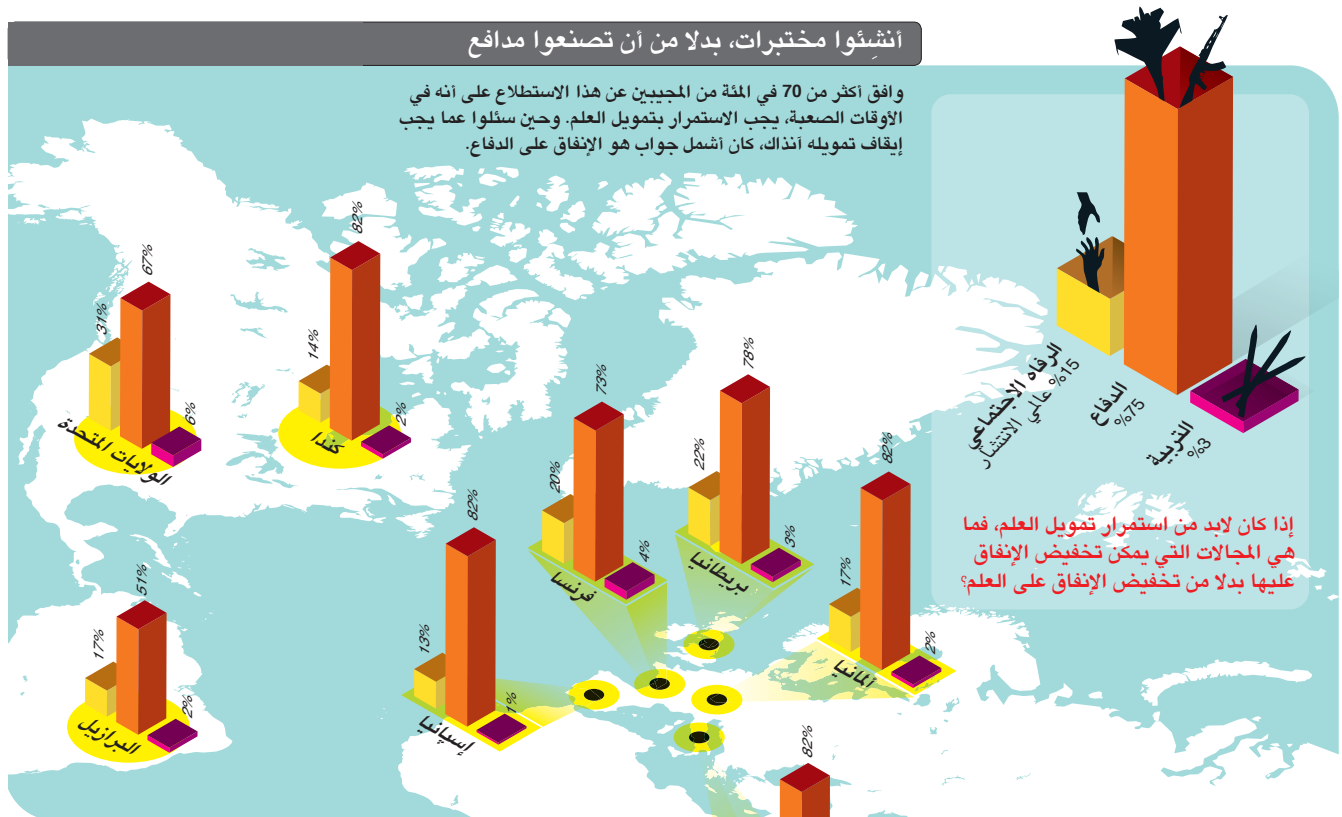 أنشِئوا مختبرات، بدلا من أن تصنعوا مدافع
وافق أكثر من 70 في المئة من المجيبين عن هذا الاستطلاع على أنه في
الأوقات الصعبة، يجب الاستمرار بتمويل العلم. وحين سئلوا عما يجب
إيقاف تمويله آنذاك، كان أشمل جواب هو الإنفاق على الدفاع.
الرفاه الاجتماعي
%15 عالمي الانتشار
الدفاع
%75
التربية
%3
إذا كان لابد من استمرار تمويل العلم، فما
هي المجالات التي يمكن تخفيض الإنفاق
عليها بدلا من تخفيض الإنفاق على العلم؟
31%
67%
6%
الولايات المتحدة
14%
82%
2%
كندا
20%
73%
4%
فرنسا
22%
78%
3%
بريطانيا
17%
82%
2%
ألمانيا
13%
82%
1%
إسپانيا
17%
51%
2%
البرازيل
82%